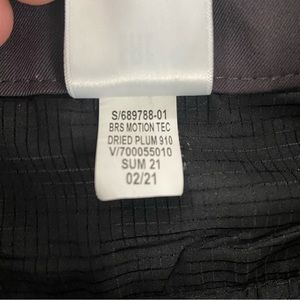 S/689788-01
BRS MOTION TEC
DRIED PLUM 910
V/700055010
SUM 21
02/21